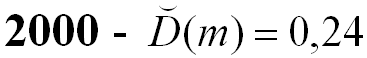 2000 - D̆(m) = 0,24